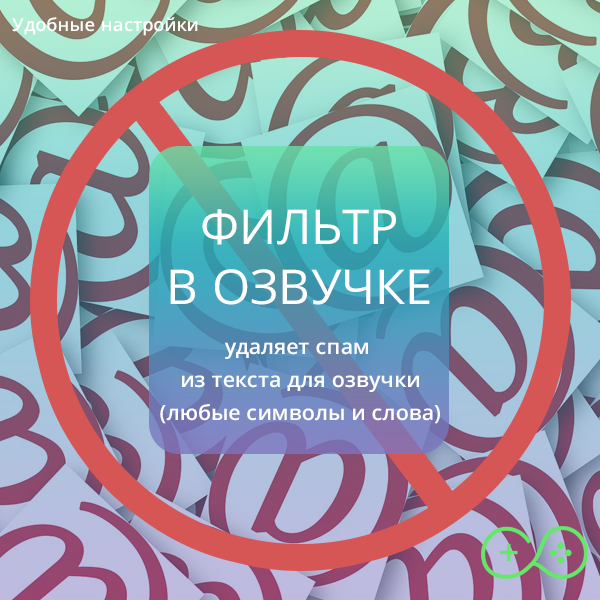 Удобные настройки
ФИЛЬТР
В ОЗВУЧКЕ
удаляет спам
из текста для озвучки
(любые символы и слова)